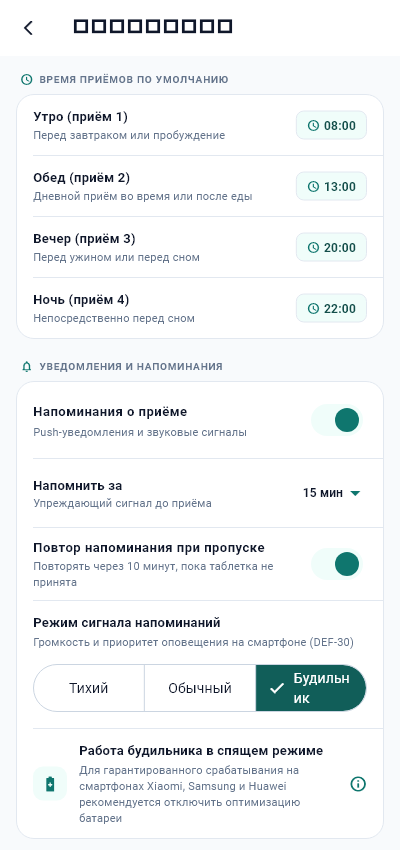 ВРЕМЯ ПРИЁМОВ ПО УМОЛЧАНИЮ
Утро (приём 1)
Перед завтраком или пробуждение
08:00
Обед (приём 2)
Дневной приём во время или после еды
13:00
Вечер (приём 3)
Перед ужином или перед сном
20:00
Ночь (приём 4)
Непосредственно перед сном
22:00
УВЕДОМЛЕНИЯ И НАПОМИНАНИЯ
Напоминания о приёме
Push-уведомления и звуковые сигналы
Напомнить за
Упреждающий сигнал до приёма
15 мин
Повтор напоминания при пропуске
Повторять через 10 минут, пока таблетка не
принята
Режим сигнала напоминаний
Громкость и приоритет оповещения на смартфоне (DEF-30)
Тихий
Обычный
Будильн
ик
Работа будильника в спящем режиме
Для гарантированного срабатывания на
смартфонах Xiaomi, Samsung и Huawei
рекомендуется отключить оптимизацию
батареи